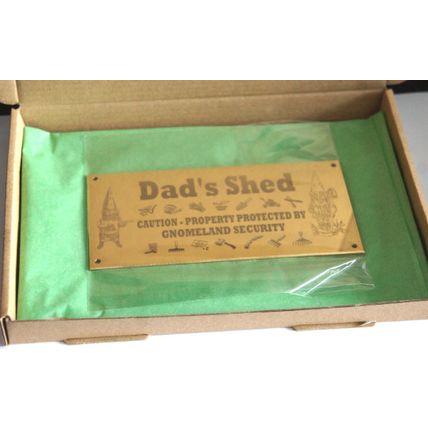 Dad's Shed
CAUTION - PROPERTY PROTECTED BY
GNOMELAND SECURITY